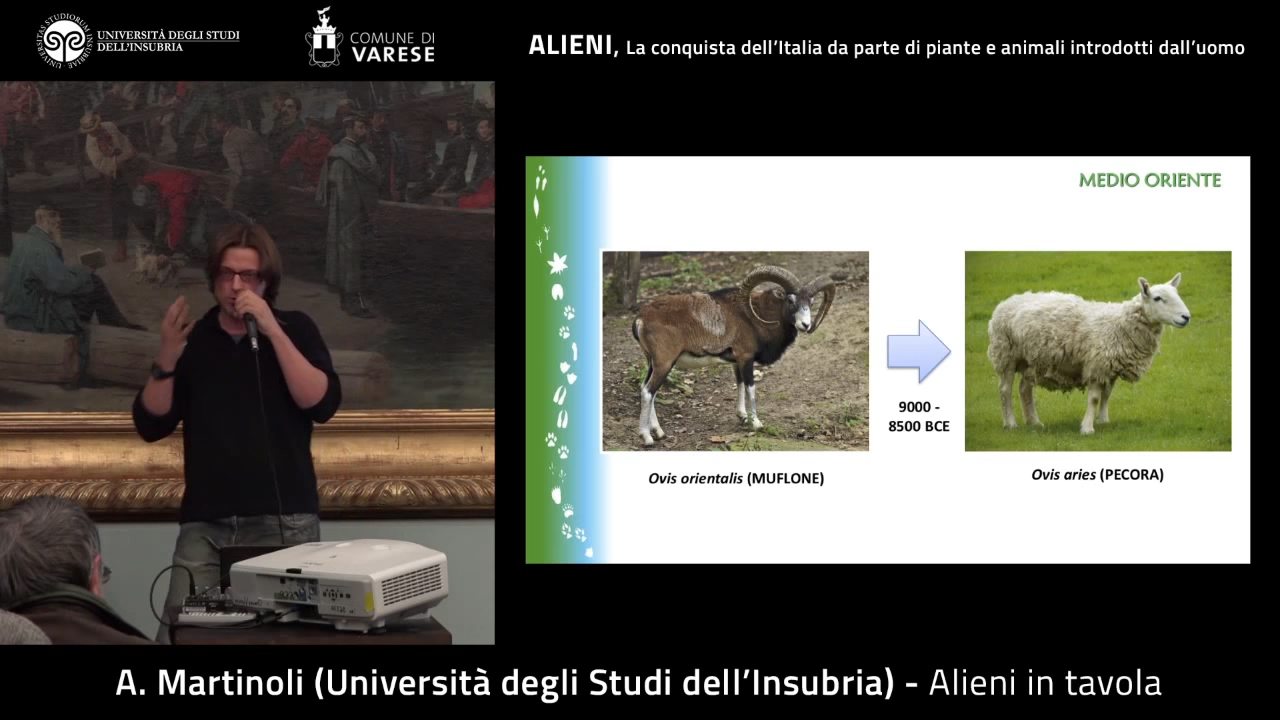 UNIVERSITÀ DEGLI STUDI
DELL'INSUBRIA
COMUNE DI
VARESE
ALIENI, La conquista dell'Italia da parte di piante e animali introdotti dall'uomo
MEDIO ORIENTE
9000 -
8500 BCE
Ovis orientalis (MUFLONE)
Ovis aries (PECORA)
A. Martinoli (Università degli Studi dell'Insubria) - Alieni in tavola